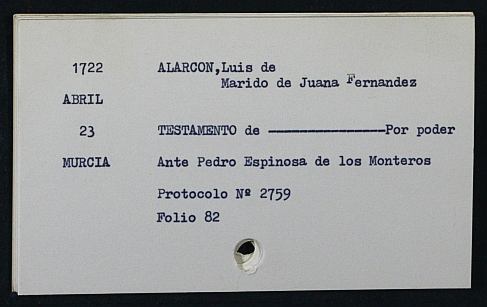 1722 ALARCON,Luis de
Marido de Juana Fernandez
ABRIL
23 TESTAMENTO de ----------------Por poder
MURCIA Ante Pedro Espinosa de los Monteros
Protocolo Nº 2759
Folio 82